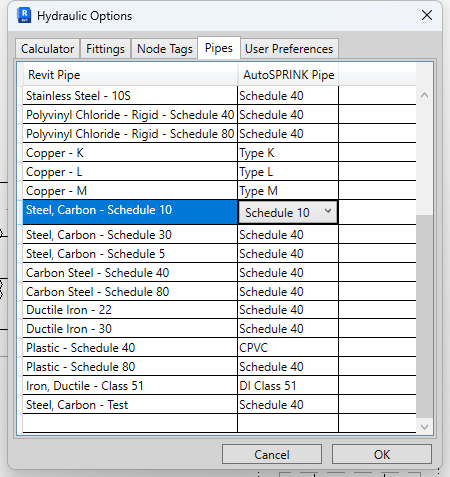 Hydraulic Options
Calculator Fittings Node Tags Pipes User Preferences
Revit Pipe AutoSPRINK Pipe
Stainless Steel - 10S Schedule 40
Polyvinyl Chloride - Rigid - Schedule 40 Schedule 40
Polyvinyl Chloride - Rigid - Schedule 80 Schedule 40
Copper - K Type K
Copper - L Type L
Copper - M Type M
Steel, Carbon - Schedule 10 Schedule 10
Steel, Carbon - Schedule 30 Schedule 40
Steel, Carbon - Schedule 5 Schedule 40
Carbon Steel - Schedule 40 Schedule 40
Carbon Steel - Schedule 80 Schedule 40
Ductile Iron - 22 Schedule 40
Ductile Iron - 30 Schedule 40
Plastic - Schedule 40 CPVC
Plastic - Schedule 80 Schedule 40
Iron, Ductile - Class 51 DI Class 51
Steel, Carbon - Test Schedule 40
Cancel OK